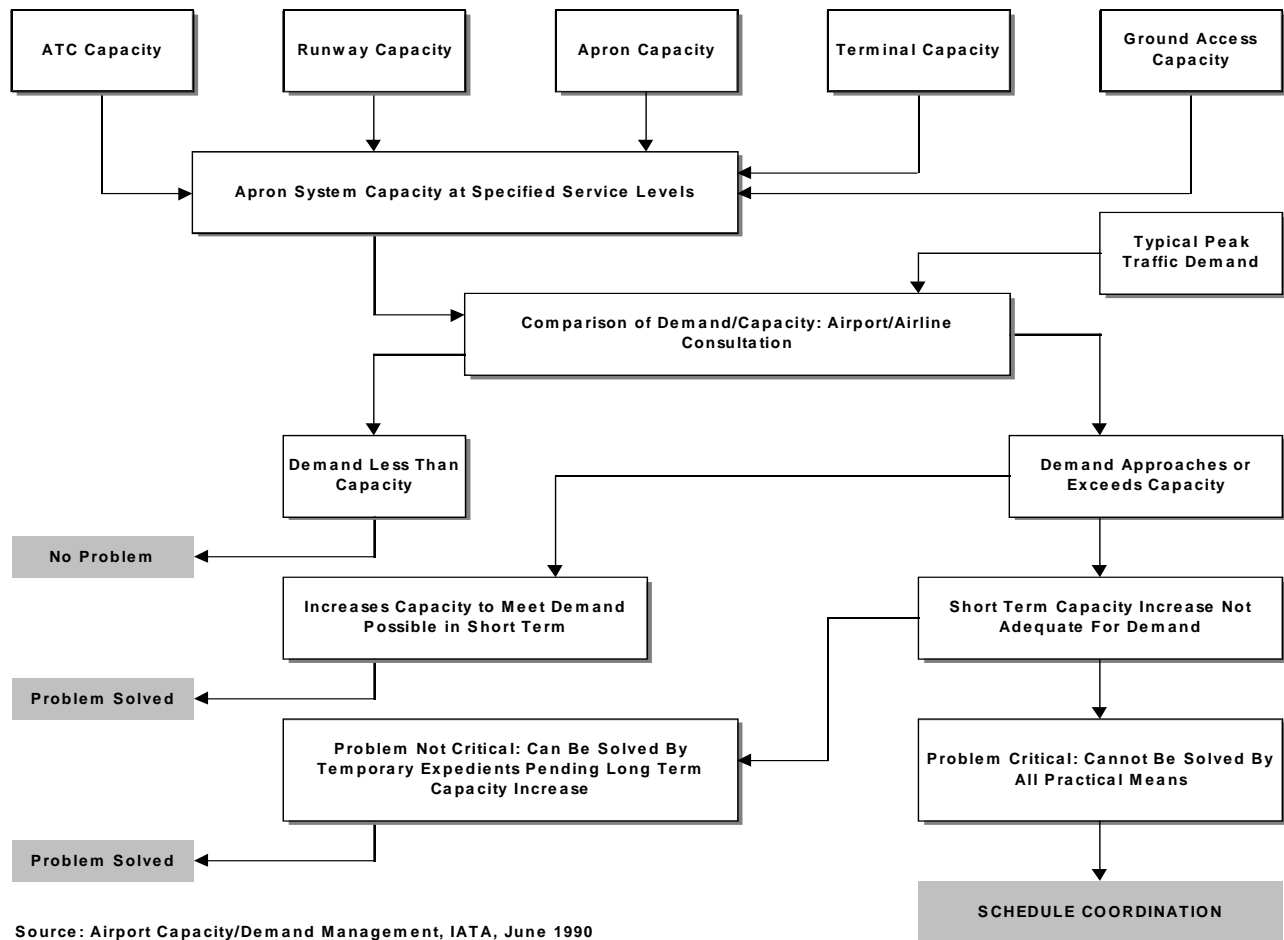 ATC Capacity
Runway Capacity
Apron Capacity
Terminal Capacity
Ground Access
Capacity
Apron System Capacity at Specified Service Levels
Typical Peak
Traffic Demand
Comparison of Demand/Capacity: Airport/Airline
Consultation
Demand Less Than
Capacity
Demand Approaches or
Exceeds Capacity
No Problem
Increases Capacity to Meet Demand
Possible in Short Term
Short Term Capacity Increase Not
Adequate For Demand
Problem Solved
Problem Not Critical: Can Be Solved By
Temporary Expedients Pending Long Term
Capacity Increase
Problem Critical: Cannot Be Solved By
All Practical Means
Problem Solved
SCHEDULE COORDINATION
Source: Airport Capacity/Demand Management, IATA, June 1990